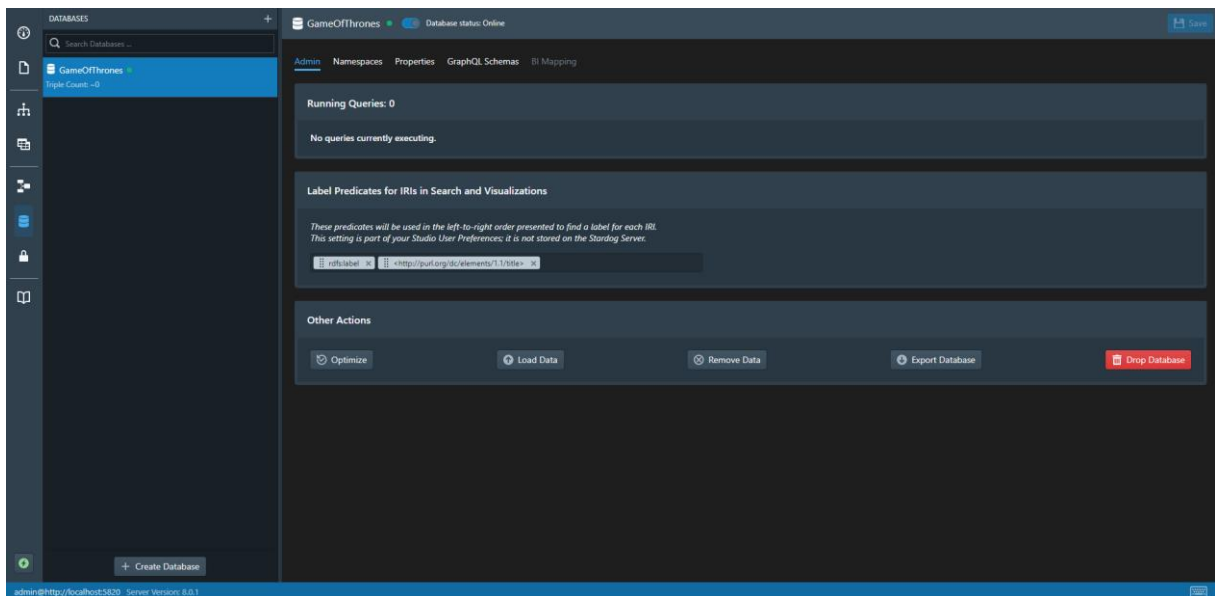 DATABASES
Search Databases ...
GameOfThrones
Triple Count: ~0
+ Create Database
GameOfThrones
Database status: Online
Save
Admin Namespaces Properties GraphQL Schemas BI Mapping
Running Queries: 0
No queries currently executing.
Label Predicates for IRIs in Search and Visualizations
These predicates will be used in the left-to-right order presented to find a label for each IRI.
This setting is part of your Studio User Preferences; it is not stored on the Stardog Server.
rdfs:label × <http://purl.org/dc/elements/1.1/title> ×
Other Actions
Optimize Load Data Remove Data Export Database Drop Database
admin@http://localhost:5820 Server Version: 8.0.1